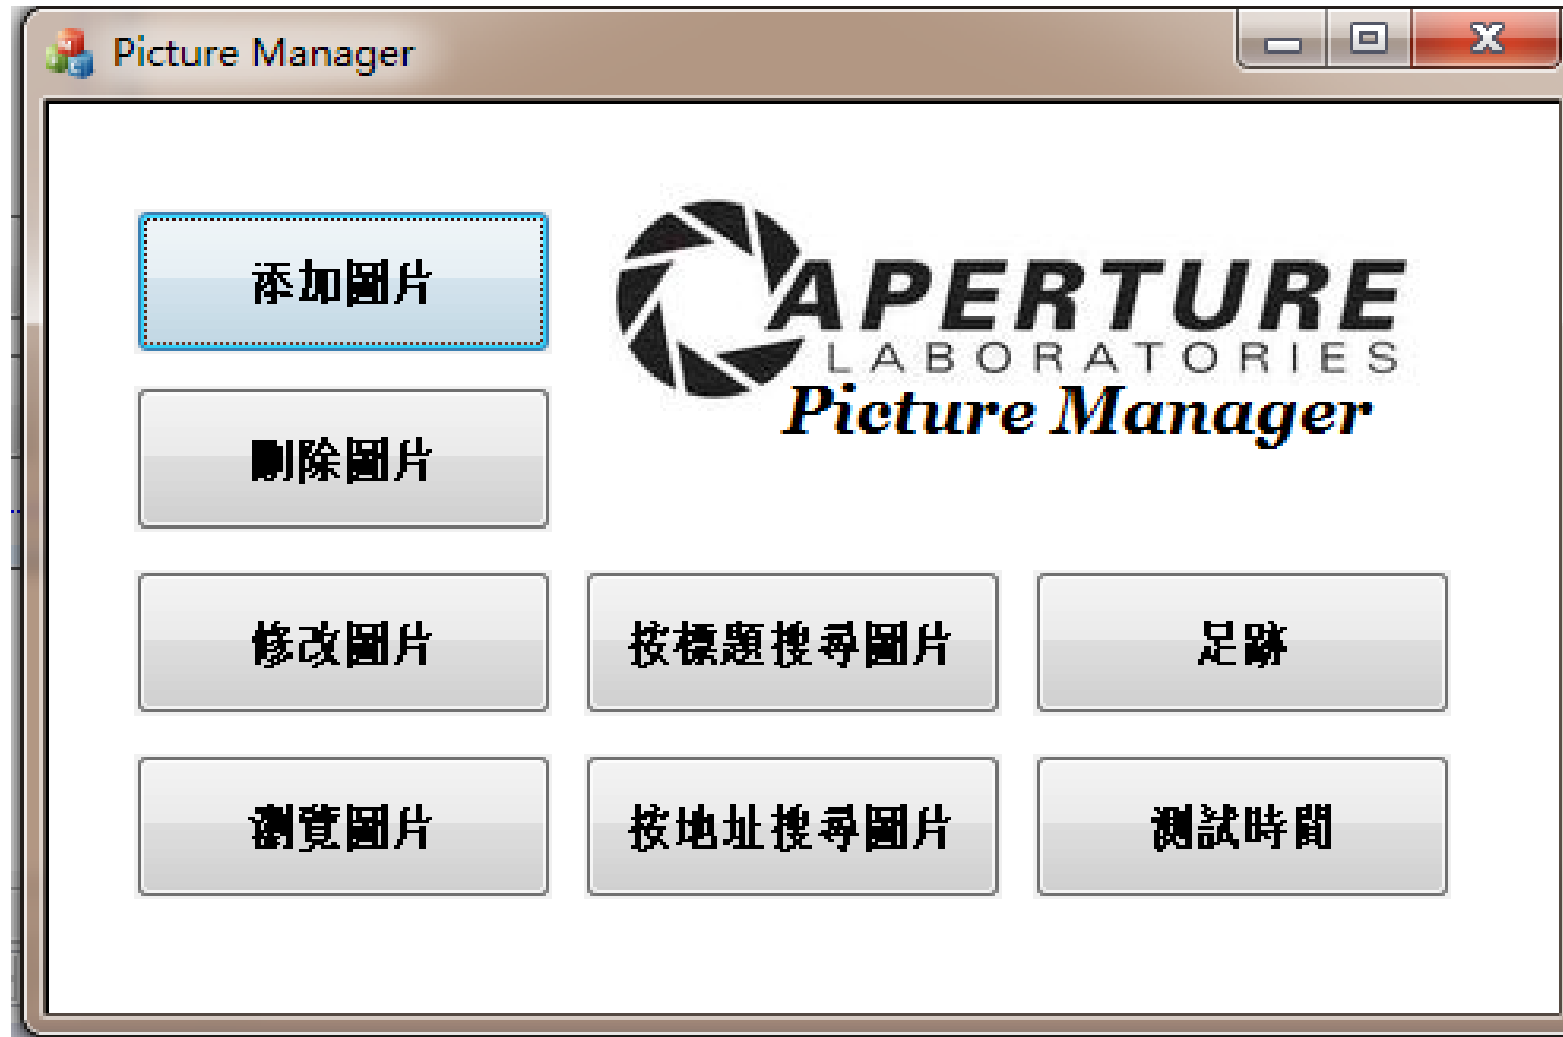 Picture Manager
添加圖片
APERTURE
LABORATORIES
Picture Manager
刪除圖片
修改圖片
按標題搜尋圖片
足跡
瀏覽圖片
按地址搜尋圖片
測試時間